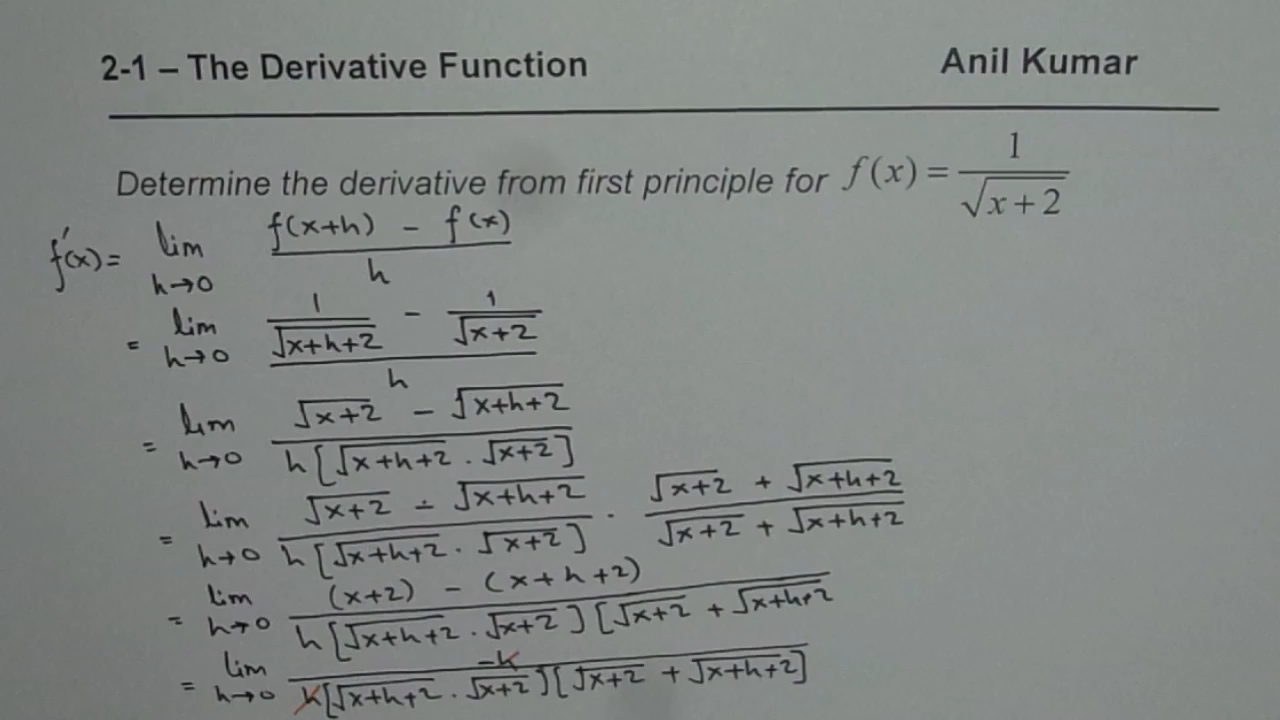 2-1 – The Derivative Function Anil Kumar
Determine the derivative from first principle for f(x) = 1/√(x+2)
f'(x) = lim h→0 (f(x+h) - f(x))/h
= lim h→0 (1/√(x+h+2) - 1/√(x+2))/h
= lim h→0 (√(x+2) - √(x+h+2))/(h[√(x+h+2) · √(x+2)])
= lim h→0 (√(x+2) - √(x+h+2))/(h[√(x+h+2) · √(x+2)]) · (√(x+2) + √(x+h+2))/(√(x+2) + √(x+h+2))
= lim h→0 ((x+2) - (x+h+2))/(h[√(x+h+2) · √(x+2)][√(x+2) + √(x+h+2)
= lim h→0 -h/(h[√(x+h+2) · √(x+2)][√(x+2) + √(x+h+2)])